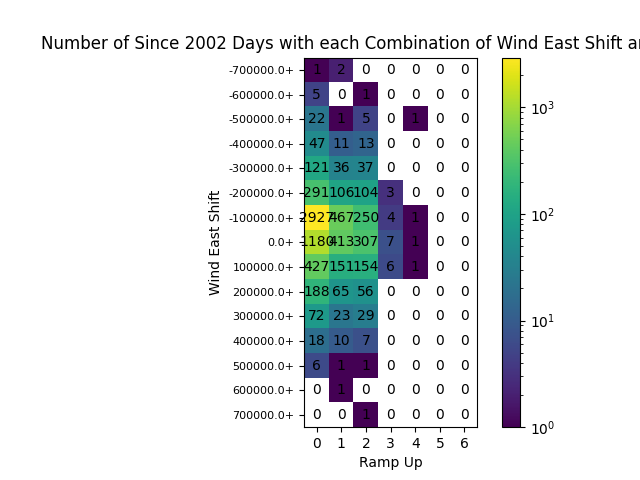 Number of Since 2002 Days with each Combination of Wind East Shift
Wind East Shift
-700000.0+ 1 2 0 0 0 0 0
-600000.0+ 5 0 1 0 0 0 0
-500000.0+ 22 1 5 0 1 0 0
-400000.0+ 47 11 13 0 0 0 0
-300000.0+ 121 36 37 0 0 0 0
-200000.0+ 291 106 104 3 0 0 0
-100000.0+ 2927 467 250 4 1 0 0
0.0+ 1180 413 307 7 1 0 0
100000.0+ 427 151 154 6 1 0 0
200000.0+ 188 65 56 0 0 0 0
300000.0+ 72 23 29 0 0 0 0
400000.0+ 18 10 7 0 0 0 0
500000.0+ 6 1 1 0 0 0 0
600000.0+ 0 1 0 0 0 0 0
700000.0+ 0 0 1 0 0 0 0
0 1 2 3 4 5 6
Ramp Up
10³
10²
10¹
10⁰